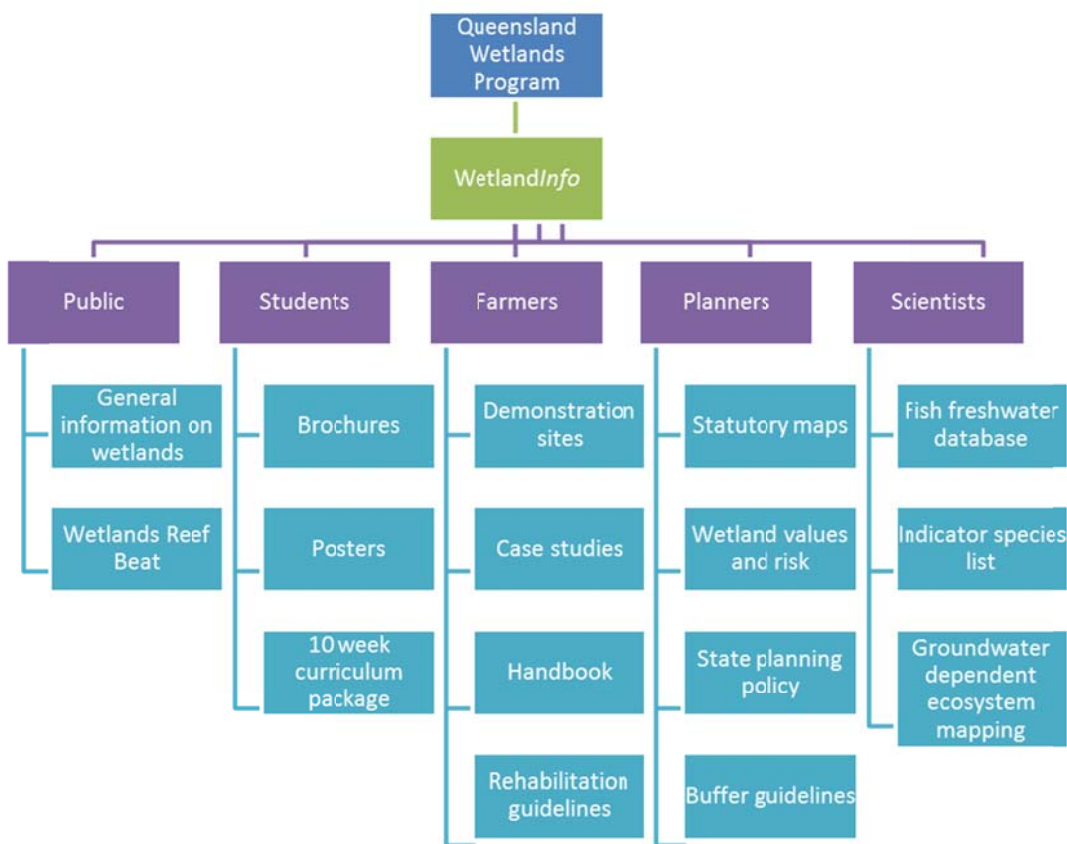 Queensland
Wetlands
Program
WetlandInfo
Public
Students
Farmers
Planners
Scientists
General
information on
wetlands
Wetlands Reef
Beat
Brochures
Posters
10 week
curriculum
package
Demonstration
sites
Case studies
Handbook
Rehabilitation
guidelines
Statutory maps
Wetland values
and risk
State planning
policy
Buffer guidelines
Fish freshwater
database
Indicator species
list
Groundwater
dependent
ecosystem
mapping